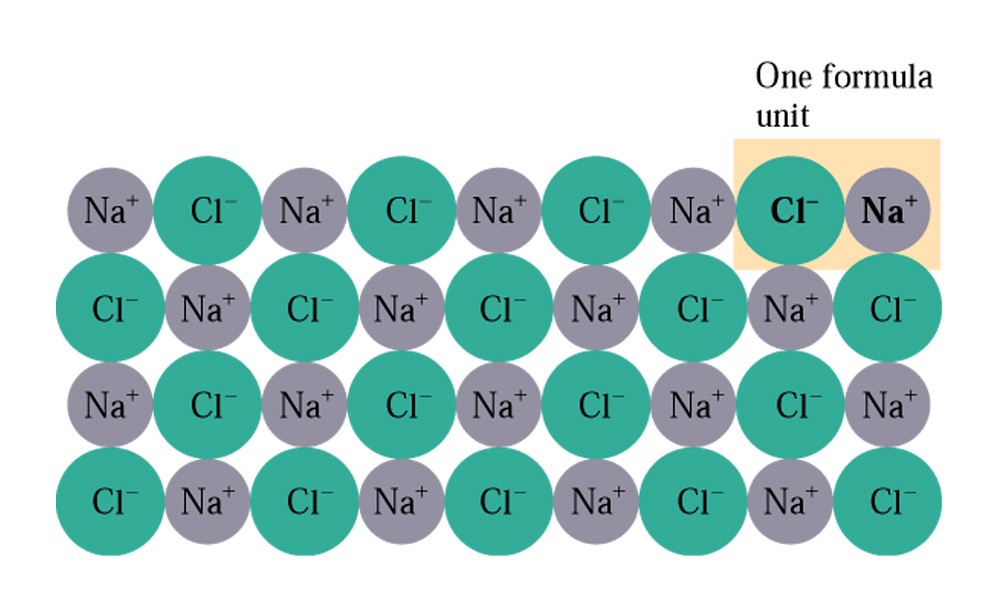 One formula
unit
Na⁺ Cl⁻ Na⁺ Cl⁻ Na⁺ Cl⁻ Na⁺ Cl⁻ Na⁺
Cl⁻ Na⁺ Cl⁻ Na⁺ Cl⁻ Na⁺ Cl⁻ Na⁺ Cl⁻
Na⁺ Cl⁻ Na⁺ Cl⁻ Na⁺ Cl⁻ Na⁺ Cl⁻ Na⁺
Cl⁻ Na⁺ Cl⁻ Na⁺ Cl⁻ Na⁺ Cl⁻ Na⁺ Cl⁻